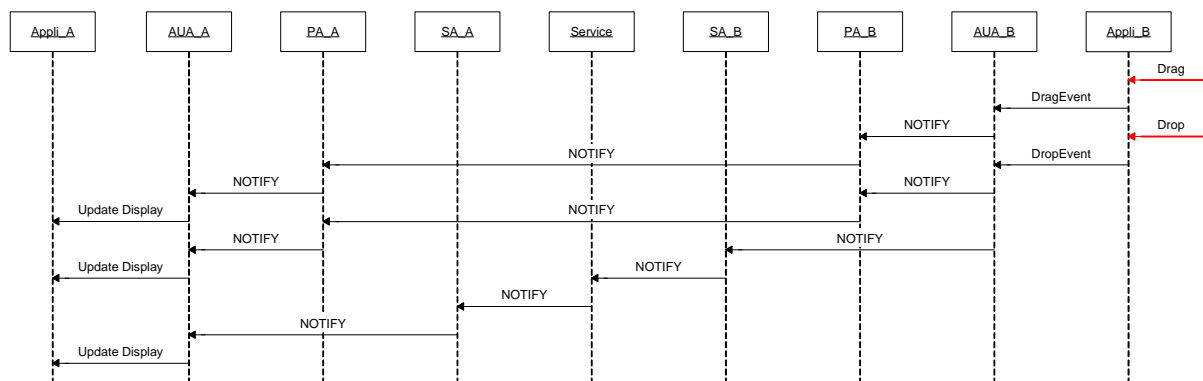 Appli_A AUA_A PA_A SA_A Service SA_B PA_B AUA_B Appli_B
Drag
DragEvent
NOTIFY Drop
NOTIFY DropEvent
NOTIFY NOTIFY
Update Display NOTIFY
NOTIFY NOTIFY
Update Display NOTIFY
NOTIFY
NOTIFY
Update Display